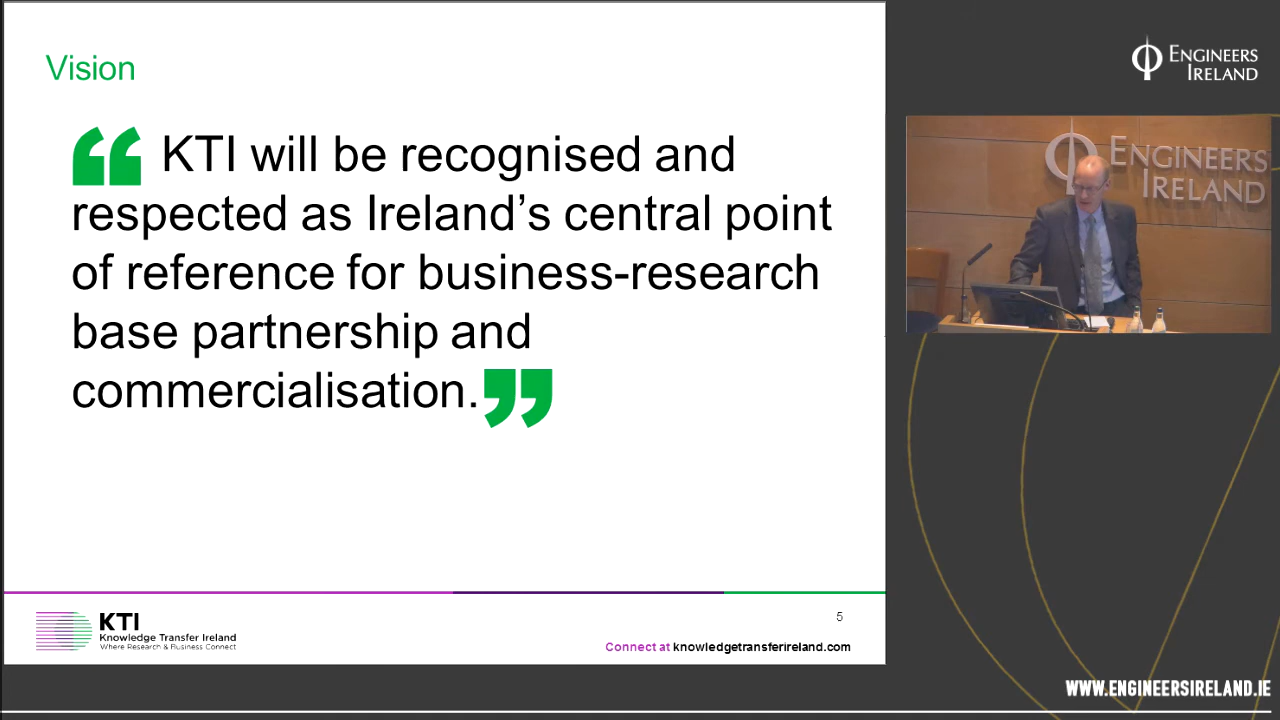 Vision
“ KTI will be recognised and
respected as Ireland’s central point
of reference for business-research
base partnership and
commercialisation.”
KTI
Knowledge Transfer Ireland
Where Research & Business Connect
5
Connect at knowledgetransferireland.com
ENGINEERS
IRELAND
ENGINEERS
IRELAND
WWW.ENGINEERSIRELAND.IE